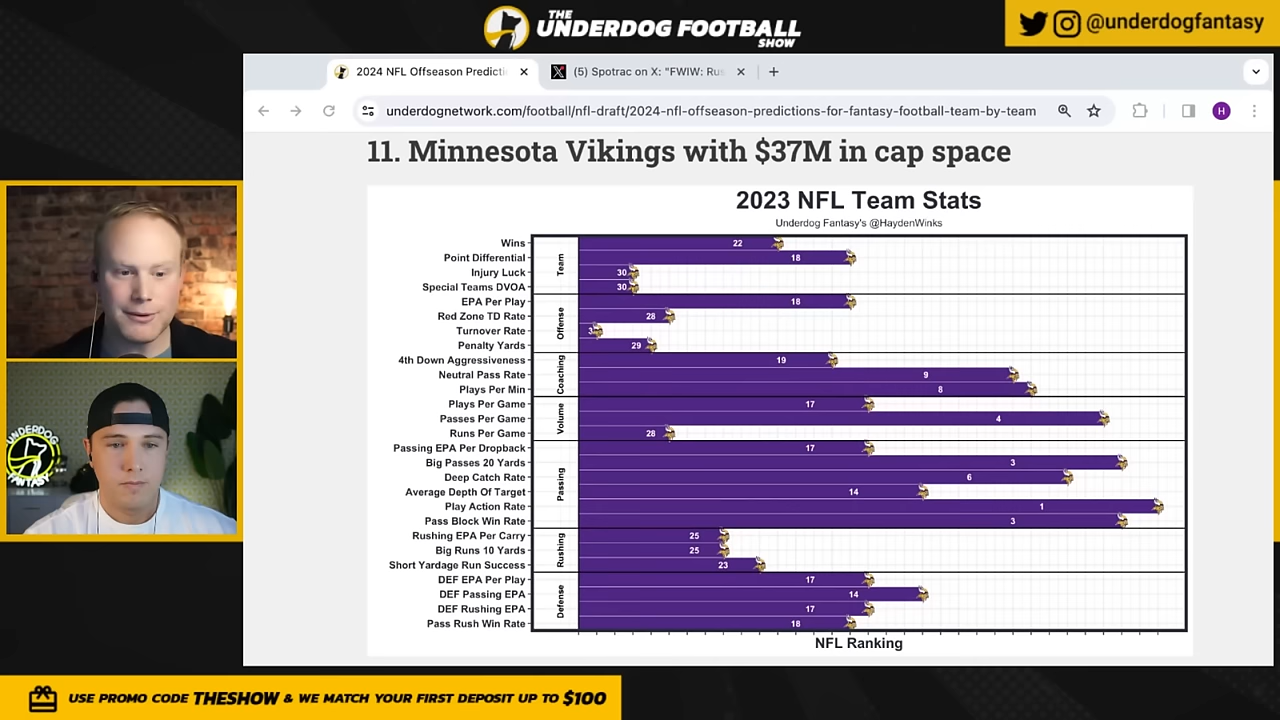 THE
UNDERDOG FOOTBALL
SHOW
@underdogfantasy
2024 NFL Offseason Predicti
(5) Spotrac on X: "FWIW: Rus
underdognetwork.com/football/nfl-draft/2024-nfl-offseason-predictions-for-fantasy-football-team-by-team
H
11. Minnesota Vikings with $37M in cap space
2023 NFL Team Stats
Underdog Fantasy's @HaydenWinks
Team
Wins 22
Point Differential 18
Injury Luck 30
Special Teams DVOA 30
Offense
EPA Per Play 18
Red Zone TD Rate 28
Turnover Rate
Penalty Yards 29
Coaching
4th Down Aggressiveness 19
Neutral Pass Rate 9
Plays Per Min 8
Volume
Plays Per Game 17
Passes Per Game 4
Runs Per Game 28
Passing
Passing EPA Per Dropback 17
Big Passes 20 Yards 3
Deep Catch Rate 6
Average Depth Of Target 14
Play Action Rate 1
Pass Block Win Rate 3
Rushing
Rushing EPA Per Carry 25
Big Runs 10 Yards 25
Short Yardage Run Success 23
Defense
DEF EPA Per Play 17
DEF Passing EPA 14
DEF Rushing EPA 17
Pass Rush Win Rate 18
NFL Ranking
UNDERDOG
FANTASY
USE PROMO CODE THESHOW & WE MATCH YOUR FIRST DEPOSIT UP TO $100